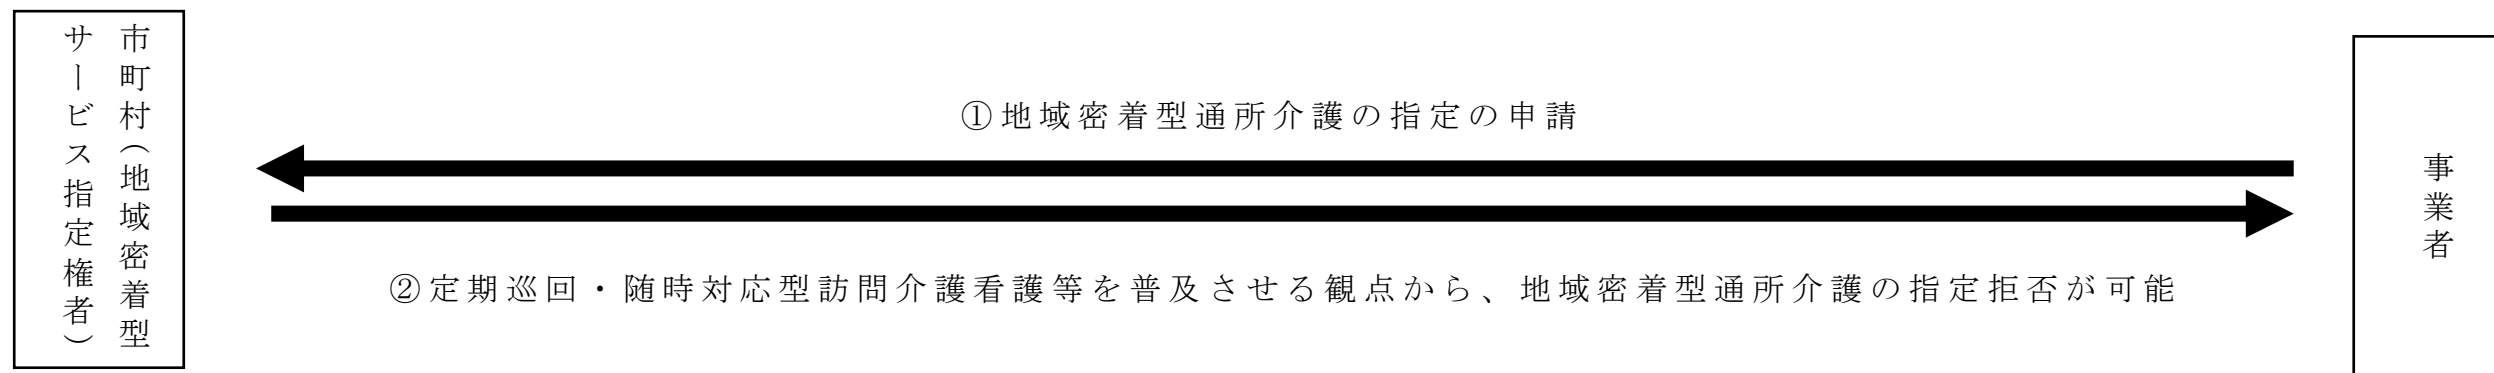 市町村（地域密着型
サービス指定権者）
①地域密着型通所介護の指定の申請
②定期巡回・随時対応型訪問介護看護等を普及させる観点から、地域密着型通所介護の指定拒否が可能
事業者